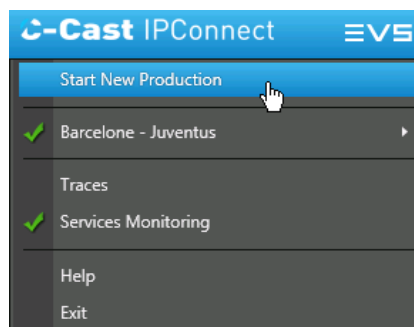 C-Cast IPConnect EVS
Start New Production
Barcelone - Juventus
Traces
Services Monitoring
Help
Exit